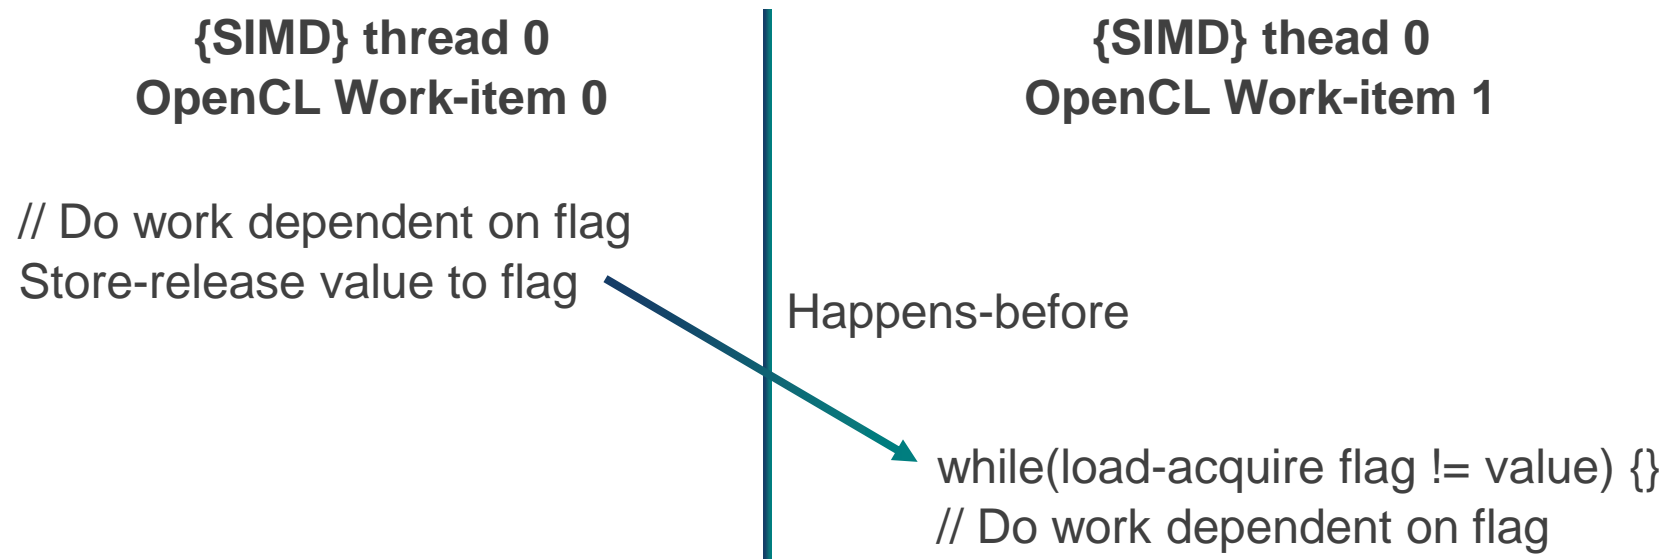 {SIMD} thread 0
OpenCL Work-item 0
// Do work dependent on flag
Store-release value to flag
{SIMD} thead 0
OpenCL Work-item 1
Happens-before
while(load-acquire flag != value) {}
// Do work dependent on flag